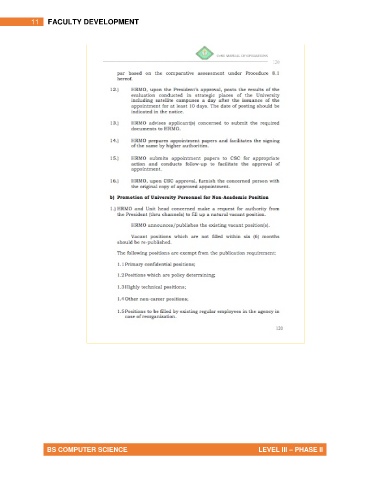 11 FACULTY DEVELOPMENT
CvSU MANUAL OF OPERATIONS
par based on the comparative assessment under Procedure 8.1
hereof.
12.) HRMO, upon the President's approval, posts the results of the
evaluation conducted in strategic places of the University
including satellite campuses a day after the issuance of the
appointment for at least 10 days. The date of posting should be
indicated in the notice.
13.) HRMO advises applicant(s) concerned to submit the required
documents to HRMO.
14.) HRMO prepares appointment papers and facilitates the signing
of the same by higher authorities.
15.) HRMO submits appointment papers to CSC for appropriate
action and conducts follow-up to facilitate the approval of
appointment.
16.) HRMO, upon CSC approval, furnish the concerned person with
the original copy of approved appointment.
b) Promotion of University Personnel for Non-Academic Position
1.) HRMO and Unit head concerned make a request for authority from
the President (thru channels) to fill up a natural vacant position.
HRMO announces/publishes the existing vacant position(s).
Vacant positions which are not filled within six (6) months
should be re-published.
The following positions are exempt from the publication requirement:
1.1 Primary confidential positions;
1.2 Positions which are policy determining;
1.3 Highly technical positions;
1.4 Other non-career positions;
1.5 Positions to be filled by existing regular employees in the agency in
case of reorganization.
120
BS COMPUTER SCIENCE LEVEL III – PHASE II